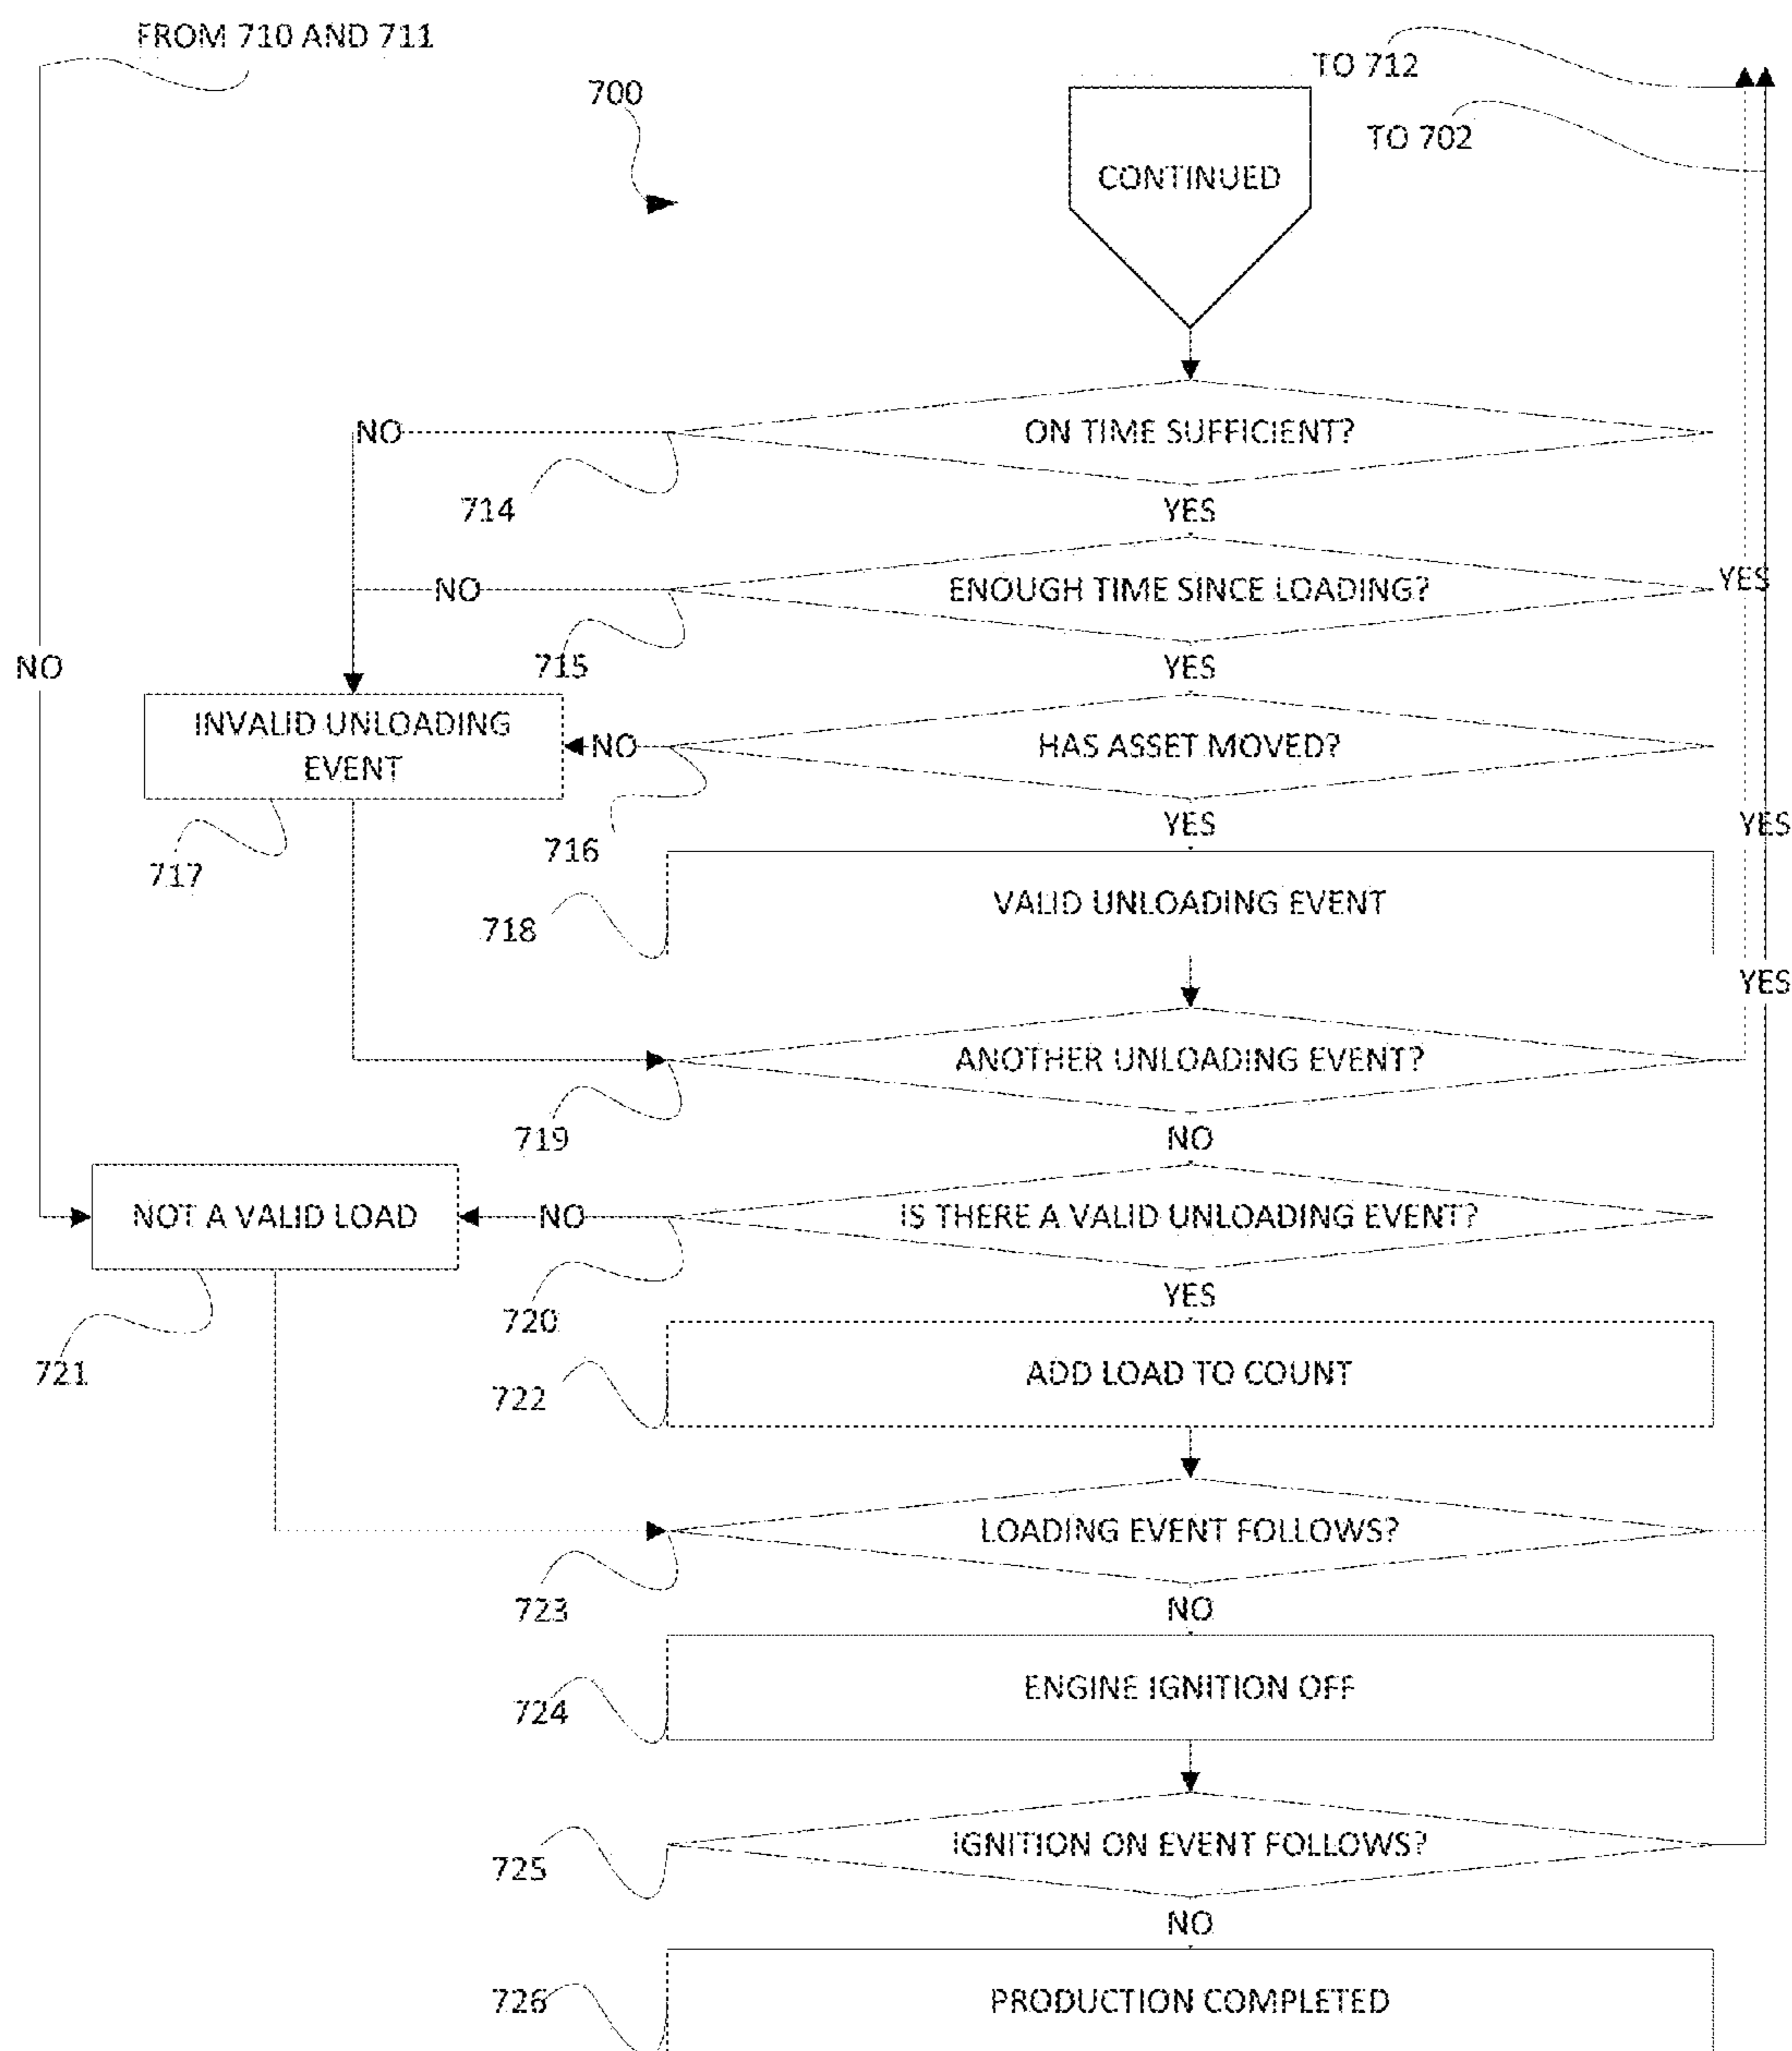 FROM 710 AND 711
TO 712
700
TO 702
CONTINUED
NO
ON TIME SUFFICIENT?
714
YES
NO
ENOUGH TIME SINCE LOADING?
YES
NO
715
YES
INVALID UNLOADING
EVENT
NO
HAS ASSET MOVED?
717
716
YES
YES
718
VALID UNLOADING EVENT
YES
ANOTHER UNLOADING EVENT?
719
NO
NOT A VALID LOAD
NO
IS THERE A VALID UNLOADING EVENT?
720
YES
721
722
ADD LOAD TO COUNT
LOADING EVENT FOLLOWS?
723
NO
724
ENGINE IGNITION OFF
725
IGNITION ON EVENT FOLLOWS?
NO
726
PRODUCTION COMPLETED